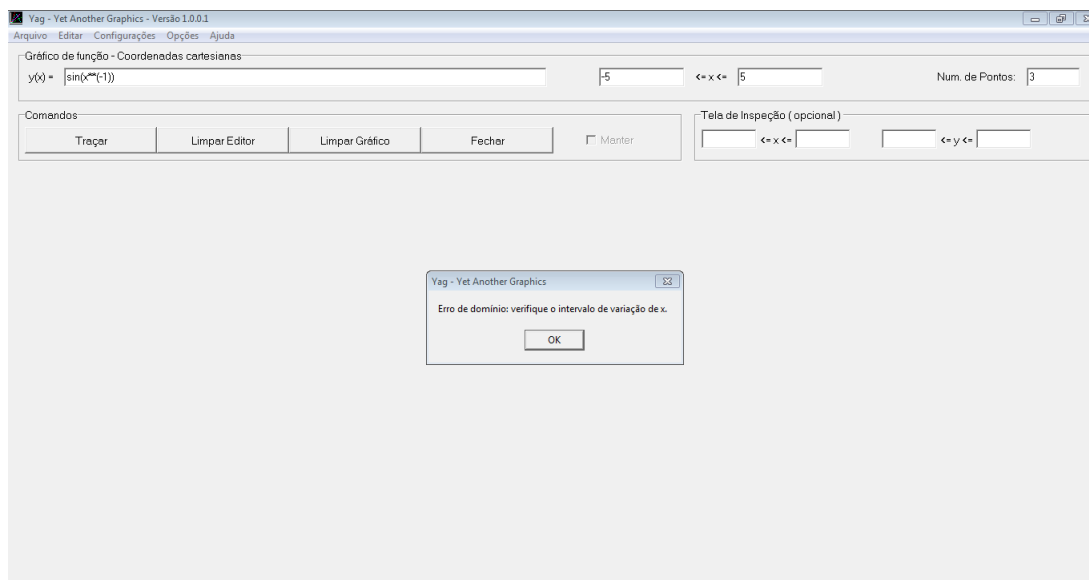 Yag - Yet Another Graphics - Versão 1.0.0.1
Arquivo Editar Configurações Opções Ajuda
Gráfico de função - Coordenadas cartesianas
y(x) = sin(x**(-1)) -5 <= x <= 5 Num. de Pontos: 3
Comandos Tela de Inspeção ( opcional )
Traçar Limpar Editor Limpar Gráfico Fechar Manter <= x <= <= y <=
Yag - Yet Another Graphics
Erro de domínio: verifique o intervalo de variação de x.
OK